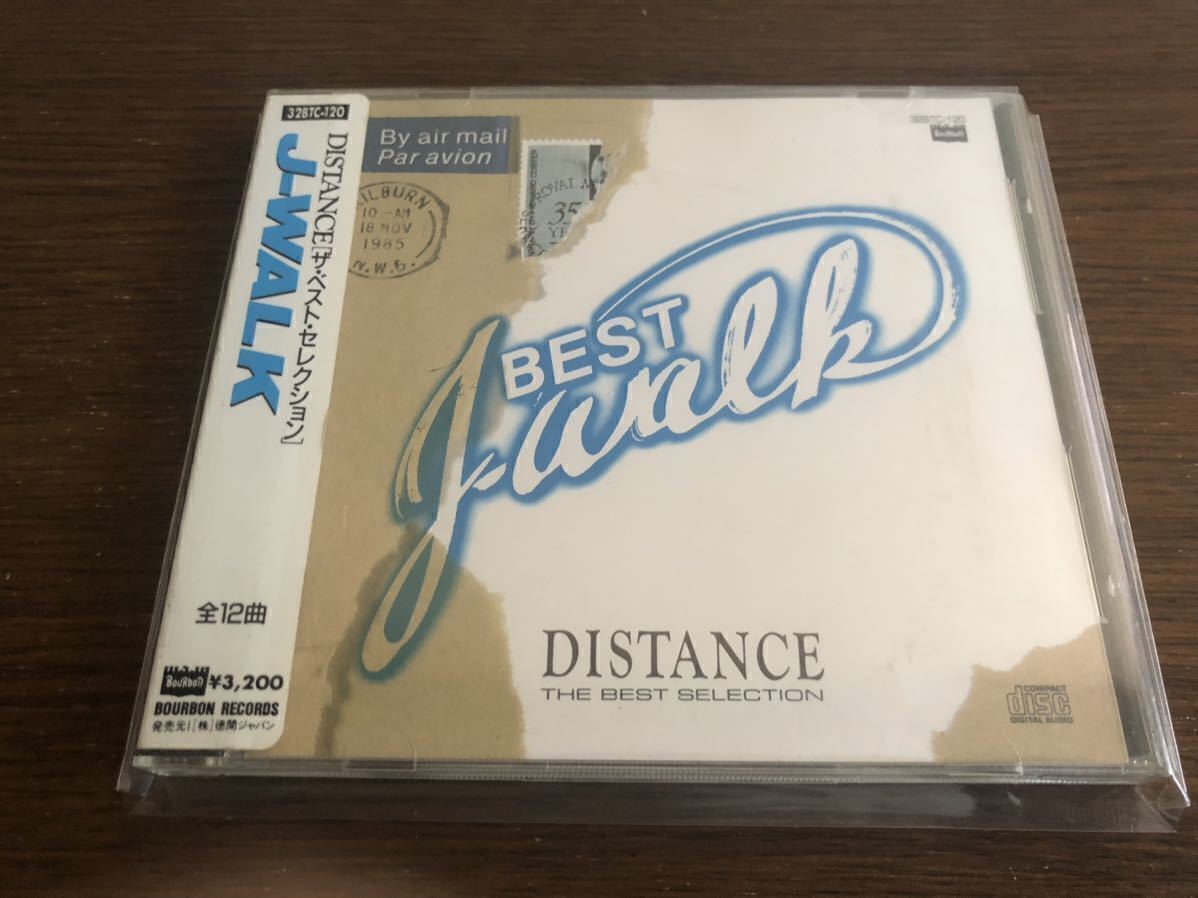 32BTC-120
DISTANCE[ザ・ベスト・セレクション]
J-WALK
全12曲
Bourbon
¥3,200
BOURBON RECORDS
発売元:[株]徳間ジャパン
By air mail
Par avion
KILBURN
10-AM
18 NOV
1985
N.W.6.
ROYAL
35
32BTC-120
Bourbon
BEST
J-Walk
DISTANCE
THE BEST SELECTION
COMPACT
disc
DIGITAL AUDIO